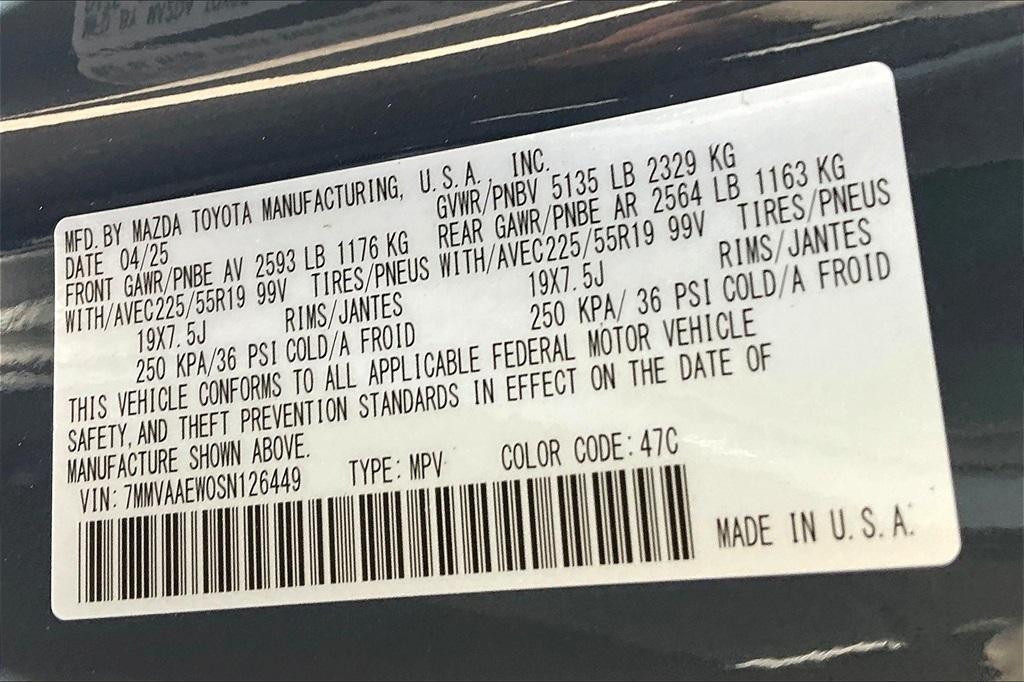 MFD. BY MAZDA TOYOTA MANUFACTURING, U.S.A., INC.
DATE 04/25 GVWR/PNBV 5135 LB 2329 KG
FRONT GAWR/PNBE AV 2593 LB 1176 KG REAR GAWR/PNBE AR 2564 LB 1163 KG
WITH/AVEC225/55R19 99V TIRES/PNEUS WITH/AVEC225/55R19 99V TIRES/PNEUS
19X7.5J RIMS/JANTES 19X7.5J RIMS/JANTES
250 KPA/36 PSI COLD/A FROID 250 KPA/ 36 PSI COLD/A FROID
THIS VEHICLE CONFORMS TO ALL APPLICABLE FEDERAL MOTOR VEHICLE
SAFETY, AND THEFT PREVENTION STANDARDS IN EFFECT ON THE DATE OF
MANUFACTURE SHOWN ABOVE.
VIN: 7MMVAAEW0SN126449 TYPE: MPV COLOR CODE: 47C
MADE IN U.S.A.